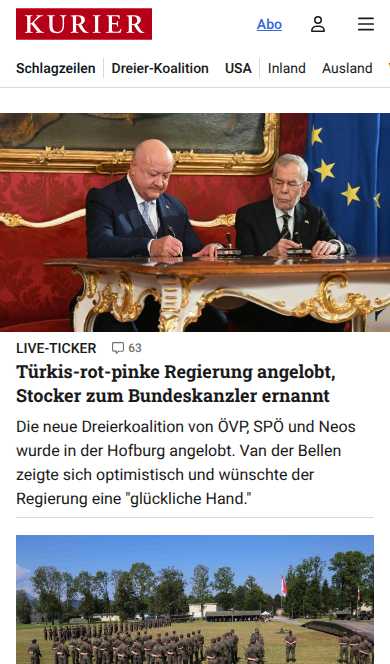 KURIER
Abo
Schlagzeilen
Dreier-Koalition
USA
Inland
Ausland
LIVE-TICKER 63
Türkis-rot-pinke Regierung angelobt,
Stocker zum Bundeskanzler ernannt
Die neue Dreierkoalition von ÖVP, SPÖ und Neos
wurde in der Hofburg angelobt. Van der Bellen
zeigte sich optimistisch und wünschte der
Regierung eine "glückliche Hand."